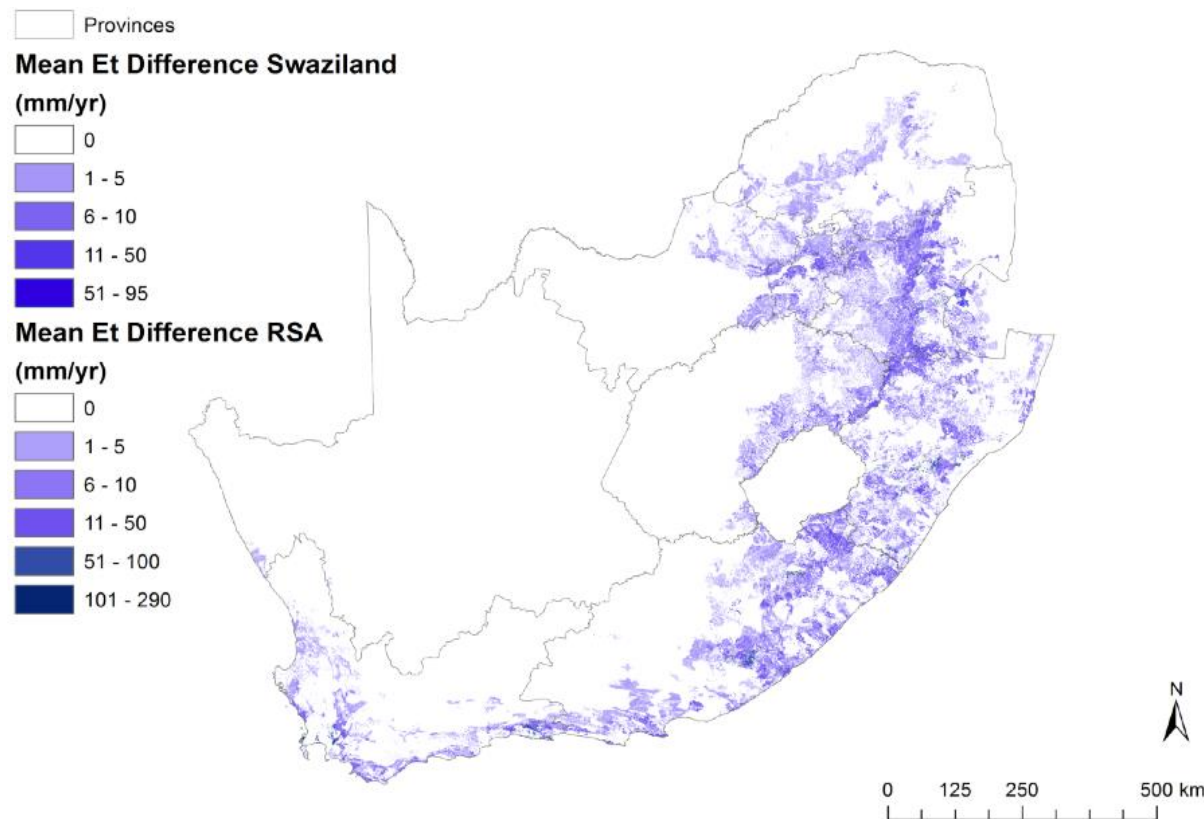 Provinces
Mean Et Difference Swaziland
(mm/yr)
0
1 - 5
6 - 10
11 - 50
51 - 95
Mean Et Difference RSA
(mm/yr)
0
1 - 5
6 - 10
11 - 50
51 - 100
101 - 290
N
0 125 250 500 km